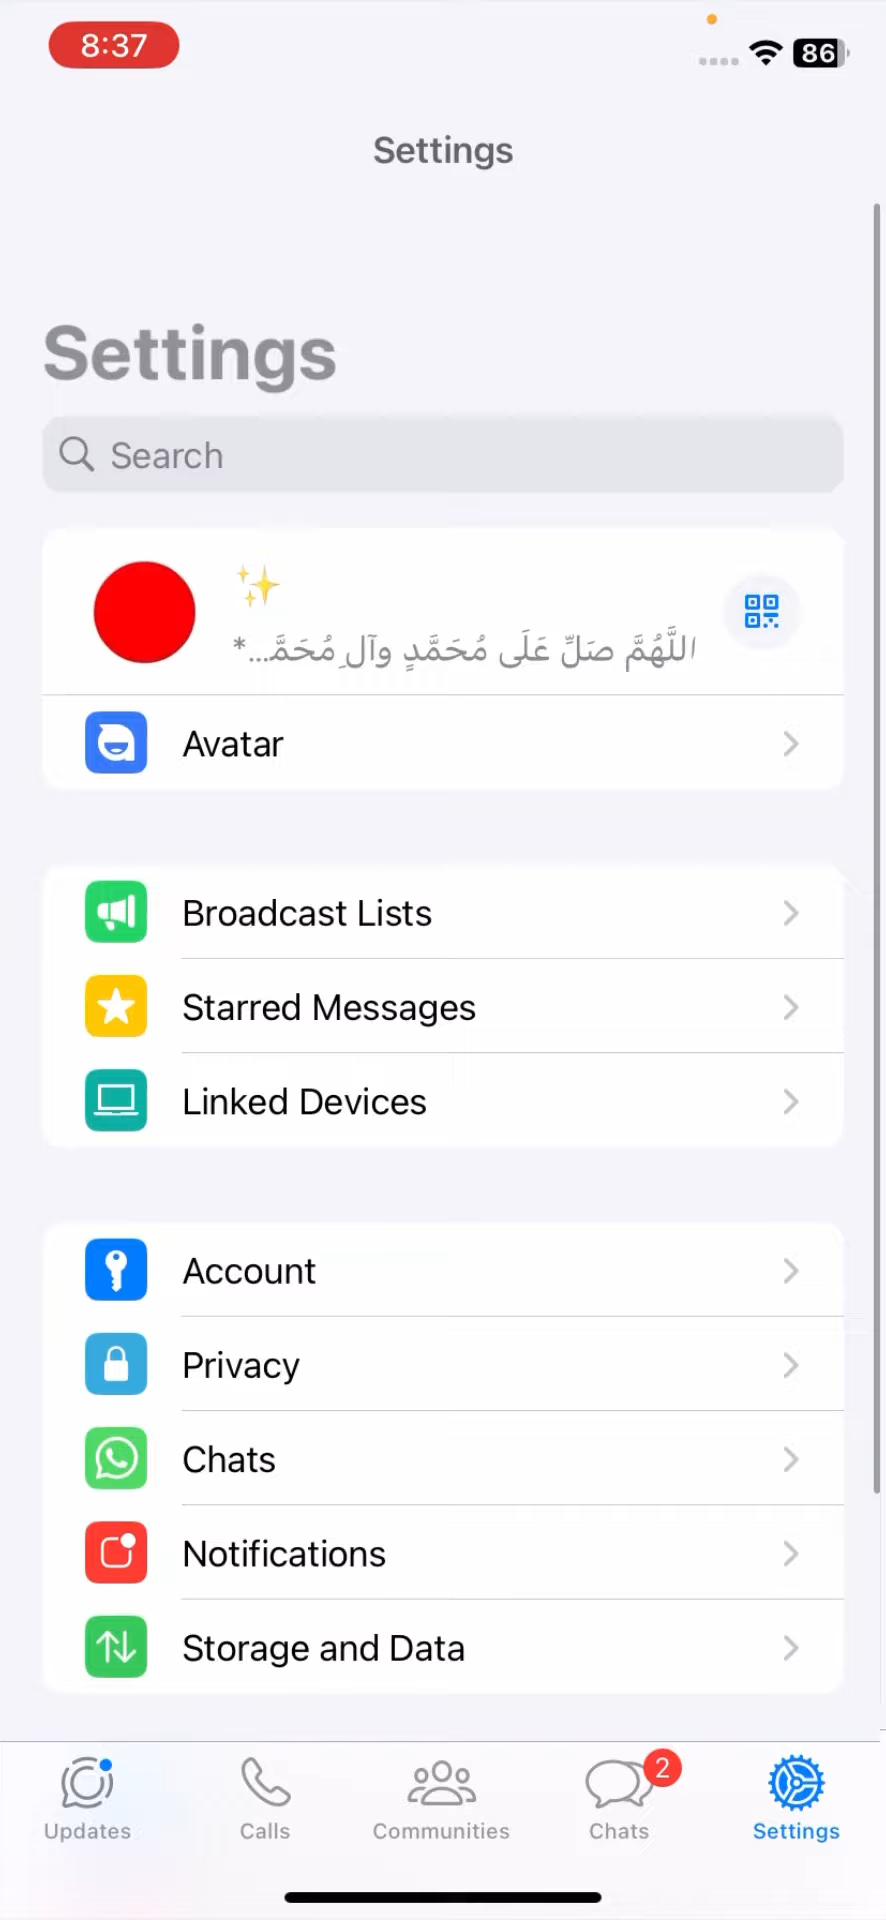 8:37
86
Settings
Settings
Search
✨
اللَّهُمَّ صَلِّ عَلَى مُحَمَّدٍ وآلِ مُحَمَّ...*
Avatar
Broadcast Lists
Starred Messages
Linked Devices
Account
Privacy
Chats
Notifications
Storage and Data
2
Updates
Calls
Communities
Chats
Settings